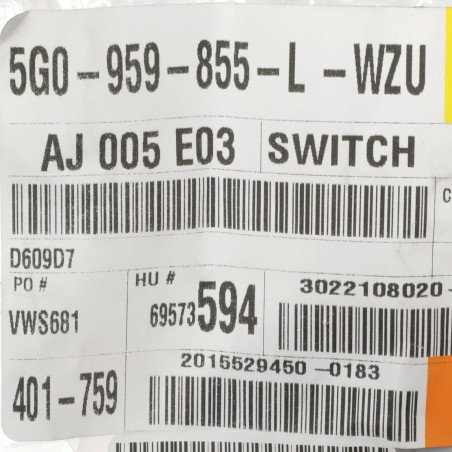 5G0-959-855-L -WZU
AJ 005 E03 SWITCH
C
D609D7
PO #
HU #
3022108020-
VWS681
69573594
2015529450 -0183
401-759